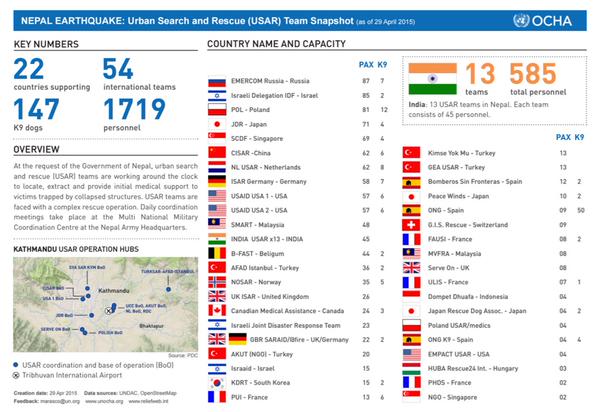 NEPAL EARTHQUAKE: Urban Search and Rescue (USAR) Team Snapshot (as of 29 April 2015)
OCHA
KEY NUMBERS
22
countries supporting
54
international teams
147
K9 dogs
1719
personnel
OVERVIEW
At the request of the Government of Nepal, urban search
and rescue (USAR) teams are working around the clock
to locate, extract and provide initial medical support to
victims trapped by collapsed structures. USAR teams are
faced with a complex rescue operation. Daily coordination
meetings take place at the Multi National Military
Coordination Centre at the Nepal Army Headquarters.
KATHMANDU USAR OPERATION HUBS
SVA SAR KYM BoO
TURKSAR-AFAD-ISTANBUL
Kathmandu
CISAR BoO
USA 1 BoO
UCC BoO, AKUT BoO,
NL BoO, RDC
JDR BoO
SERVE ON BoO
POLISH BoO
Bhaktapur
Source: PDC
USAR coordination and base of operation (BoO)
Tribhuvan International Airport
Creation date: 29 Apr 2015 Data sources: UNDAC, OpenStreetMap
Feedback: marasco@un.org www.unocha.org www.reliefweb.int
COUNTRY NAME AND CAPACITY
PAX K9
EMERCOM Russia - Russia 87 7
Israeli Delegation IDF - Israel 85 2
POL - Poland 81 12
JDR - Japan 71 4
SCDF - Singapore 69 4
CISAR -China 62 6
NL USAR - Netherlands 62 8
ISAR Germany - Germany 58 7
USAID USA 1 - USA 57 6
USAID USA 2 - USA 57 6
SMART - Malaysia 48
INDIA USAR x13 - INDIA 45
B-FAST - Beligum 44 2
AFAD Istanbul - Turkey 36 2
NOSAR - Norway 35 5
UK ISAR - United Kingdom 26
Canadian Medical Assistance - Canada 24 3
Israeli Joint Disaster Response Team 23
GBR SARAID/Bfire - UK/Germany 22 2
AKUT (NGO) - Turkey 20
Israaid - Israel 15
KDRT - South Korea 15 2
PUI - France 13 6
13
teams
585
total personnel
India: 13 USAR teams in Nepal. Each team
consists of 45 personnel.
PAX K9
Kimse Yok Mu - Turkey 13
GEA USAR - Turkey 13
Bomberos Sin Fronteras - Spain 12 2
Peace Winds - Japan 10 2
ONG - Spain 09 50
G.I.S. Rescue - Switzerland 09
FAUSI - France 08 2
MVFRA - Malaysia 08
Serve On - UK 08
ULIS - France 07 1
Dompet Dhuafa - Indonesia 04
Japan Rescue Dog Assoc. - Japan 04 2
Poland USAR/medics 04
ONG K9 - Spain 04 4
EMPACT USAR - USA 04
HUBA Rescue24 Int. - Hungary 03
PHDS - France 02
NGO - Singapore 02